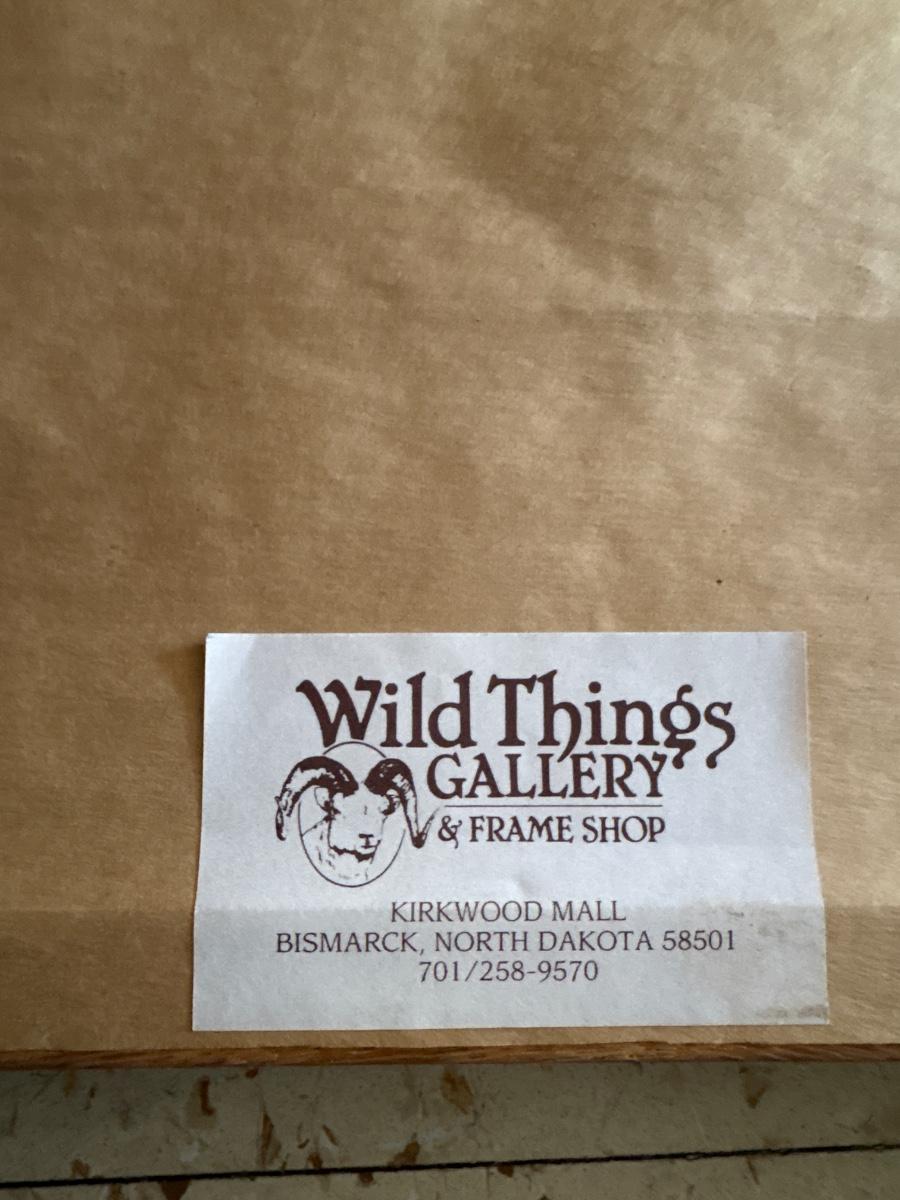 Wild Things
GALLERY
& FRAME SHOP
KIRKWOOD MALL
BISMARCK, NORTH DAKOTA 58501
701/258-9570